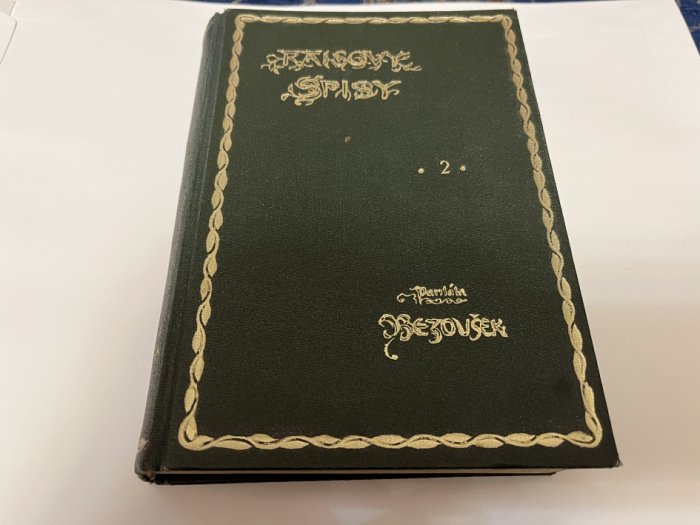 RAISOVY
SPISY
• 2 •
Pantáta
BEZOUŠEK